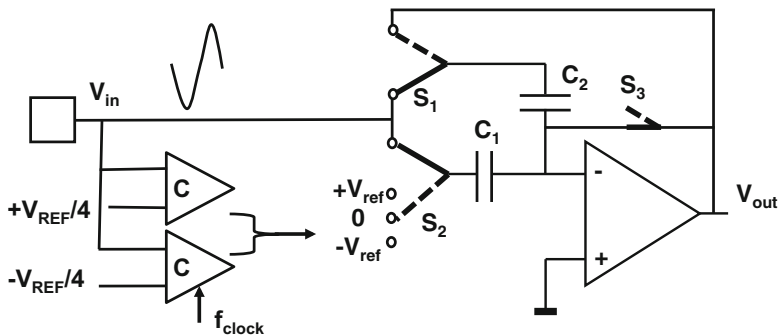 V_in
S_1
C_2
S_3
C_1
C
+V_REF/4
C
-V_REF/4
f_clock
+V_ref
0
-V_ref
S_2
-
+
V_out